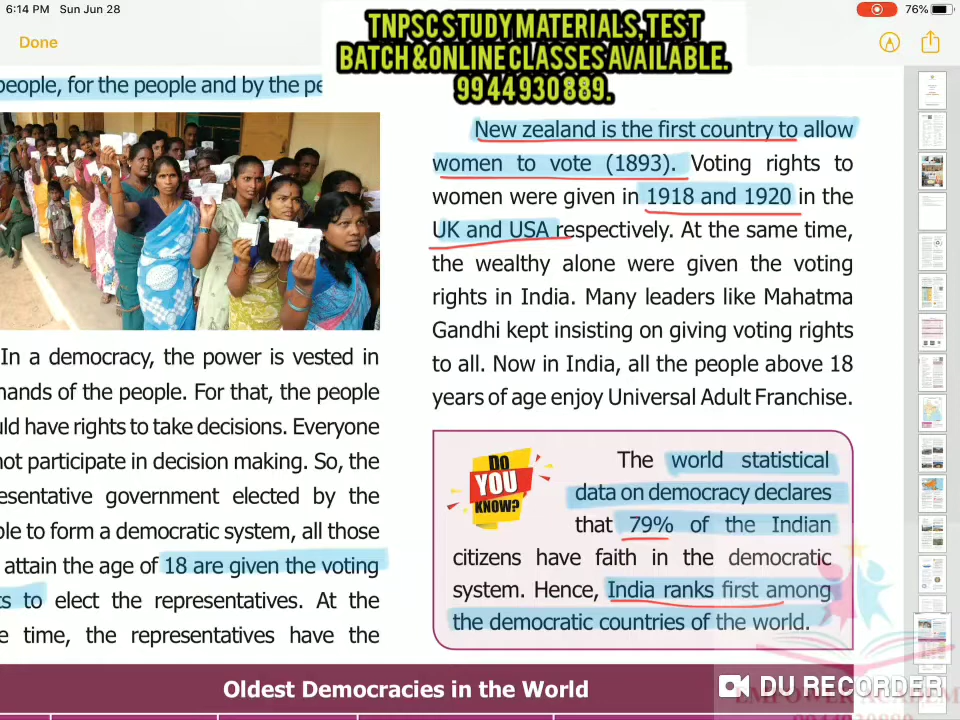 6:14 PM Sun Jun 28
76%
Done
TNPSC STUDY MATERIALS, TEST
BATCH & ONLINE CLASSES AVAILABLE.
9944930889.
people, for the people and by the pe
In a democracy, the power is vested in
hands of the people. For that, the people
uld have rights to take decisions. Everyone
not participate in decision making. So, the
resentative government elected by the
ple to form a democratic system, all those
attain the age of 18 are given the voting
ts to elect the representatives. At the
e time, the representatives have the
New zealand is the first country to allow
women to vote (1893). Voting rights to
women were given in 1918 and 1920 in the
UK and USA respectively. At the same time,
the wealthy alone were given the voting
rights in India. Many leaders like Mahatma
Gandhi kept insisting on giving voting rights
to all. Now in India, all the people above 18
years of age enjoy Universal Adult Franchise.
DO
YOU
KNOW?
The world statistical
data on democracy declares
that 79% of the Indian
citizens have faith in the democratic
system. Hence, India ranks first among
the democratic countries of the world.
Oldest Democracies in the World
DU RECORDER
EMPOWER ACADEM
9944930889